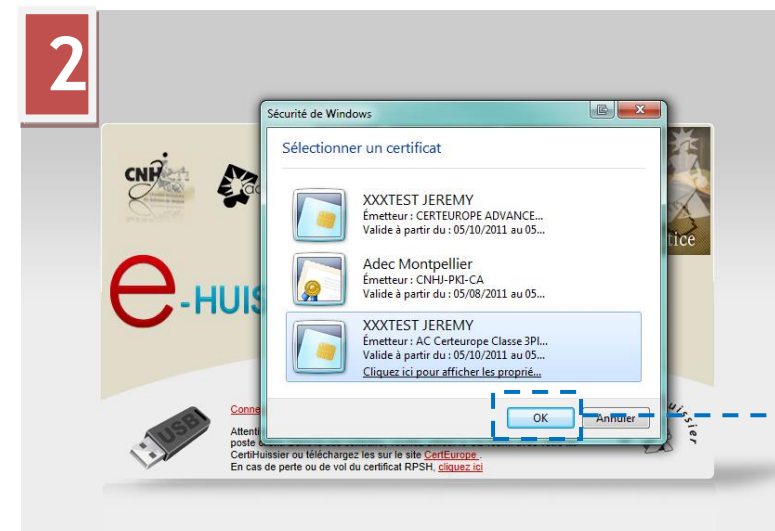 2
Sécurité de Windows
Sélectionner un certificat
XXXTEST JEREMY
Émetteur : CERTEUROPE ADVANCE...
Valide à partir du : 05/10/2011 au 05...
Adec Montpellier
Émetteur : CNHJ-PKI-CA
Valide à partir du : 05/08/2011 au 05...
XXXTEST JEREMY
Émetteur : AC Certeurope Classe 3PI...
Valide à partir du : 05/10/2011 au 05...
Cliquez ici pour afficher les proprié...
OK
Annuler
CNHJ
tice
e-HUIS
USB
Conne
Attenti
poste
CertiHuissier ou téléchargez les sur le site CertEurope .
En cas de perte ou de vol du certificat RPSH, cliquez ici
uissier